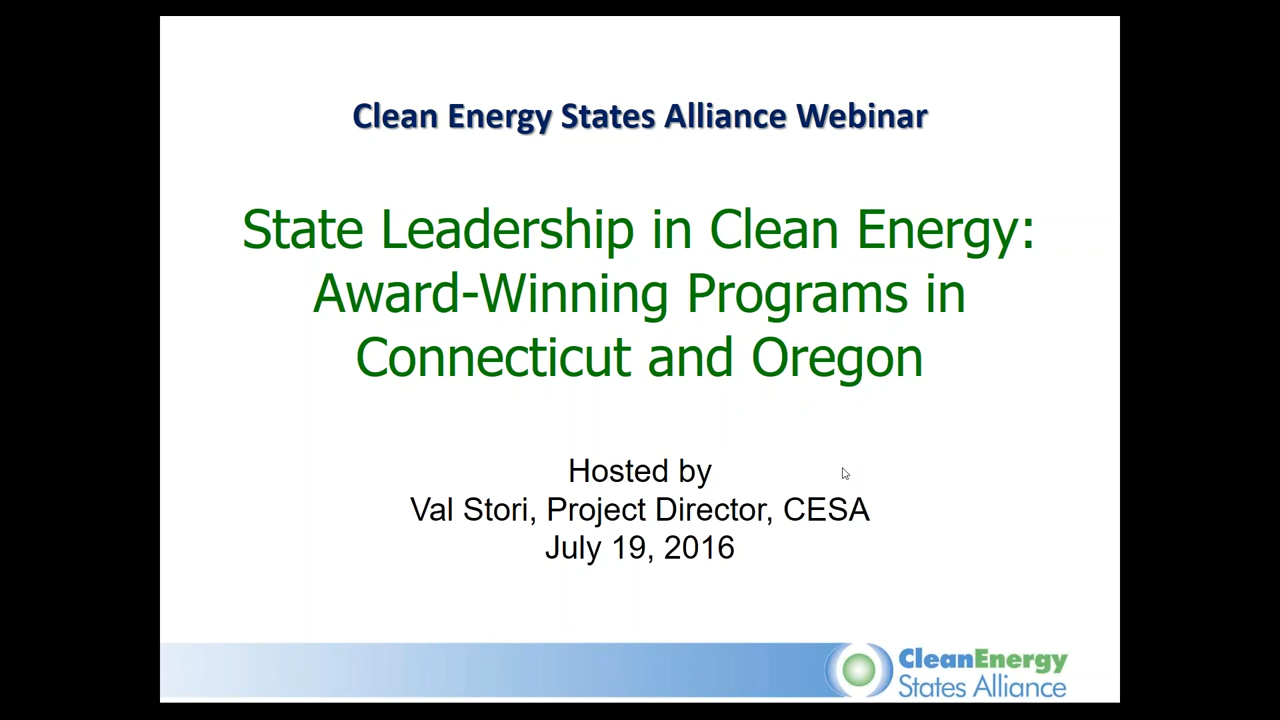 Clean Energy States Alliance Webinar
State Leadership in Clean Energy:
Award-Winning Programs in
Connecticut and Oregon
Hosted by
Val Stori, Project Director, CESA
July 19, 2016
CleanEnergy
States Alliance